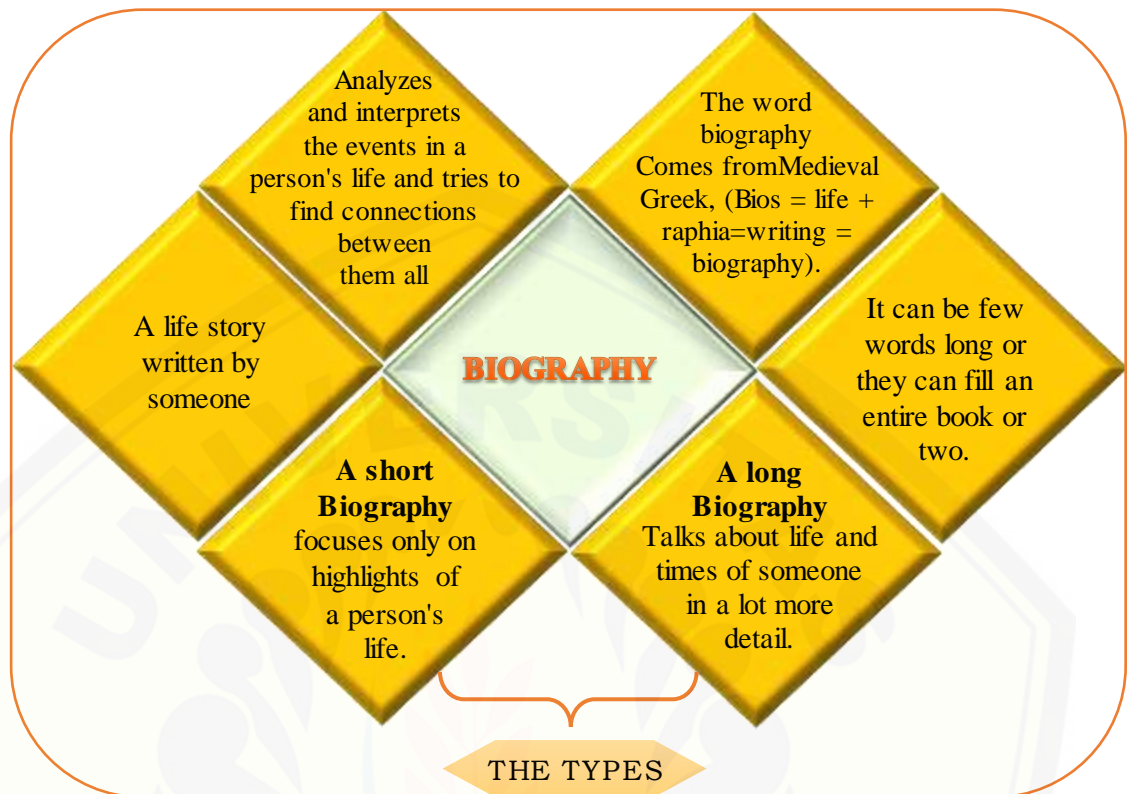 Analyzes
and interprets
the events in a
person's life and tries to
find connections
between
them all
The word
biography
Comes fromMedieval
Greek, (Bios = life +
raphia=writing =
biography).
A life story
written by
someone
BIOGRAPHY
It can be few
words long or
they can fill an
entire book or
two.
A short
Biography
focuses only on
highlights of
a person's
life.
A long
Biography
Talks about life and
times of someone
in a lot more
detail.
THE TYPES